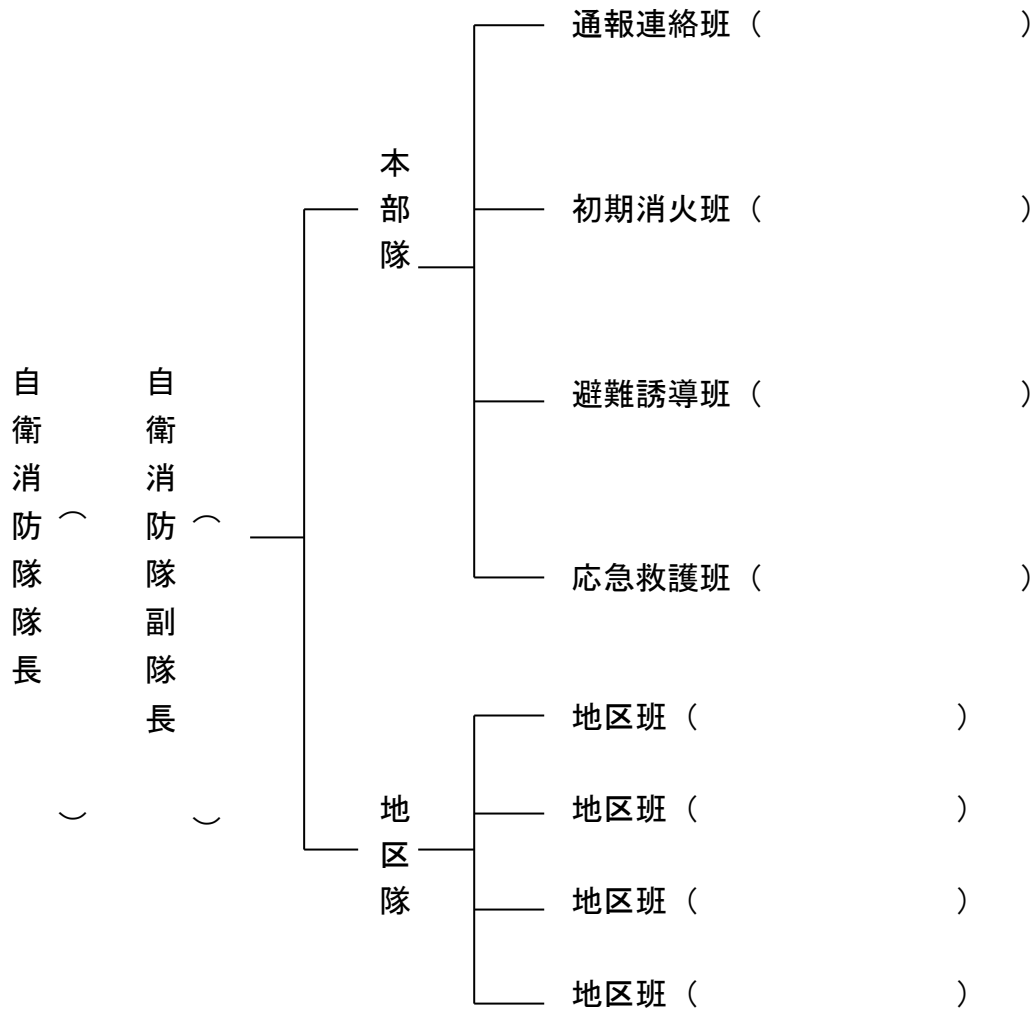 自衛消防隊隊長（　　　）
自衛消防隊副隊長（　　　）
本部隊
通報連絡班（　　　）
初期消火班（　　　）
避難誘導班（　　　）
応急救護班（　　　）
地区隊
地区班（　　　）
地区班（　　　）
地区班（　　　）
地区班（　　　）